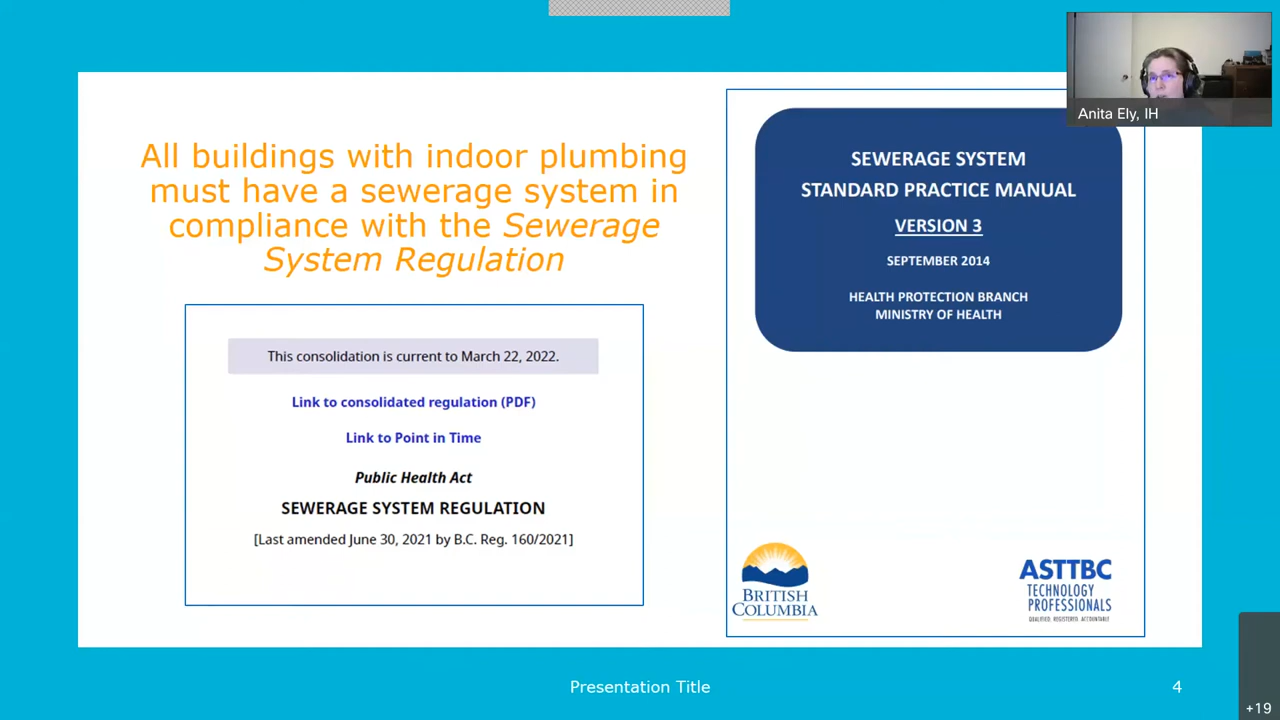 Anita Ely, IH
All buildings with indoor plumbing
must have a sewerage system in
compliance with the Sewerage
System Regulation
This consolidation is current to March 22, 2022.
Link to consolidated regulation (PDF)
Link to Point in Time
Public Health Act
SEWERAGE SYSTEM REGULATION
[Last amended June 30, 2021 by B.C. Reg. 160/2021]
SEWERAGE SYSTEM
STANDARD PRACTICE MANUAL
VERSION 3
SEPTEMBER 2014
HEALTH PROTECTION BRANCH
MINISTRY OF HEALTH
BRITISH
COLUMBIA
ASTTBC
TECHNOLOGY
PROFESSIONALS
QUALIFIED REGISTERED ACCOUNTABLE
Presentation Title
4
+19